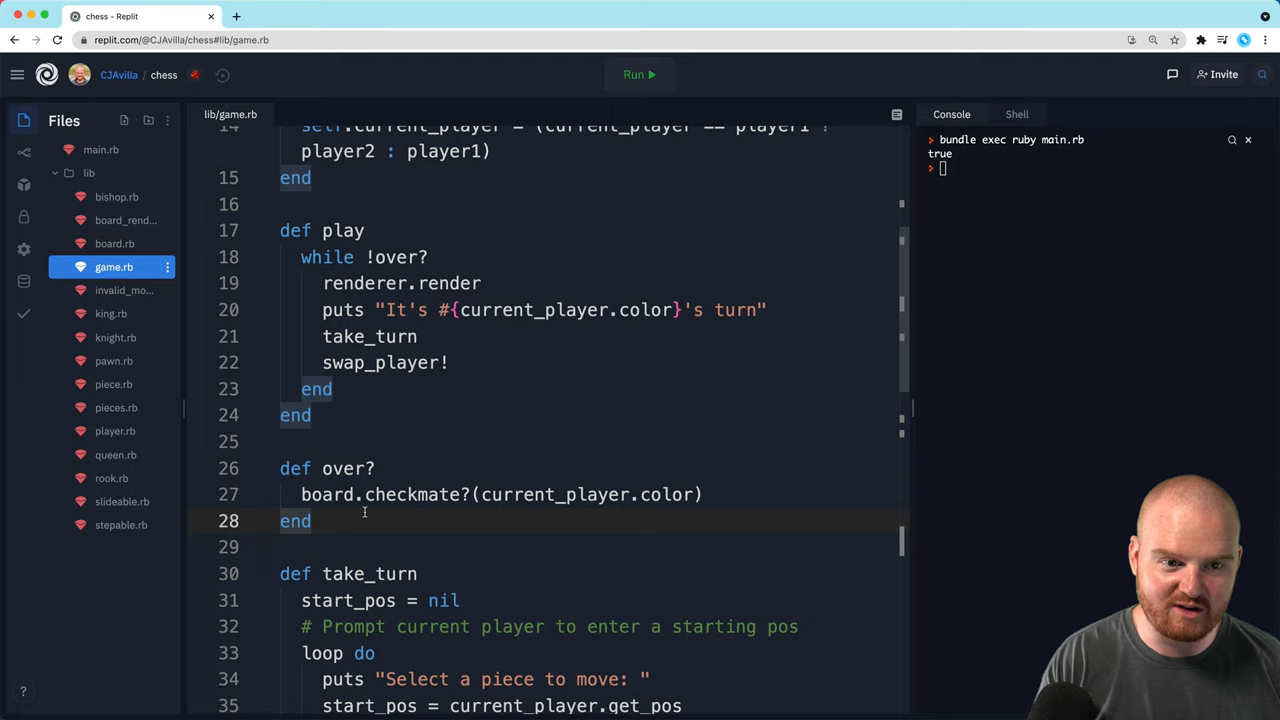 chess - Replit
replit.com/@CJAvilla/chess#lib/game.rb
CJAvilla / chess
Run
Invite
Files
main.rb
lib
bishop.rb
board_rend...
board.rb
game.rb
invalid_mo...
king.rb
knight.rb
pawn.rb
piece.rb
pieces.rb
player.rb
queen.rb
rook.rb
slideable.rb
stepable.rb
?
lib/game.rb
14 self.current_player = (current_player == player1 ?
player2 : player1)
15 end
16
17 def play
18 while !over?
19 renderer.render
20 puts "It's #{current_player.color}'s turn"
21 take_turn
22 swap_player!
23 end
24 end
25
26 def over?
27 board.checkmate?(current_player.color)
28 end
29
30 def take_turn
31 start_pos = nil
32 # Prompt current player to enter a starting pos
33 loop do
34 puts "Select a piece to move: "
35 start_pos = current_player.get_pos
Console Shell
> bundle exec ruby main.rb
true
>